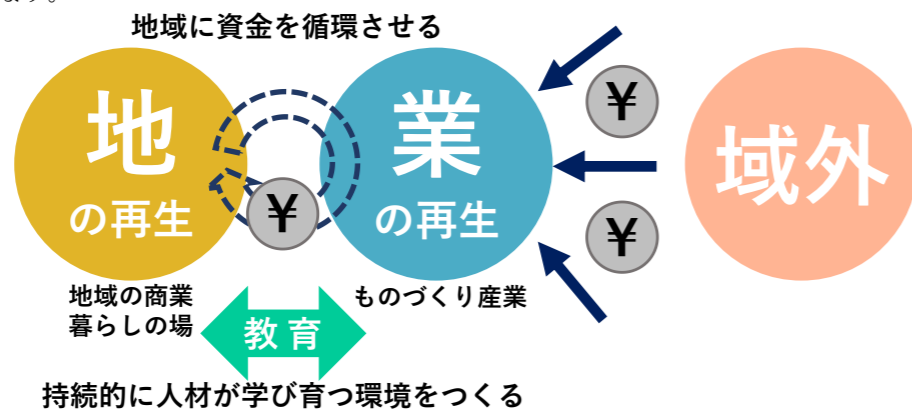 ます。
地域に資金を循環させる
地
の再生
業
の再生
域外
¥
¥
¥
地域の商業
暮らしの場
ものづくり産業
教育
持続的に人材が学び育つ環境をつくる